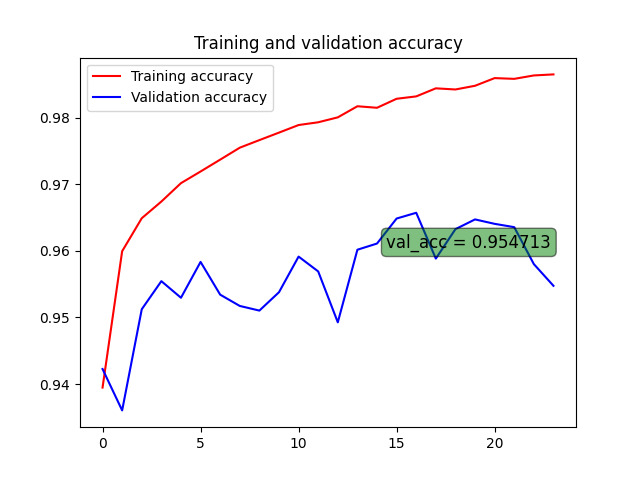 Training and validation accuracy
Training accuracy
Validation accuracy
0.98
0.97
0.96
0.95
0.94
val_acc = 0.954713
0
5
10
15
20